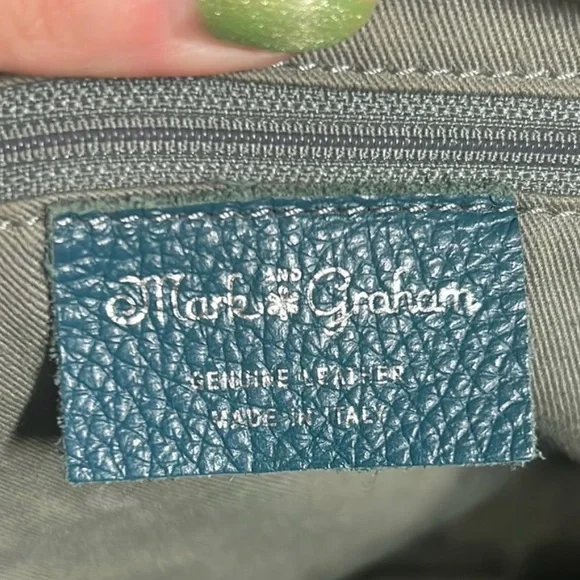 Mark AND Graham
GENUINE LEATHER
MADE IN ITALY